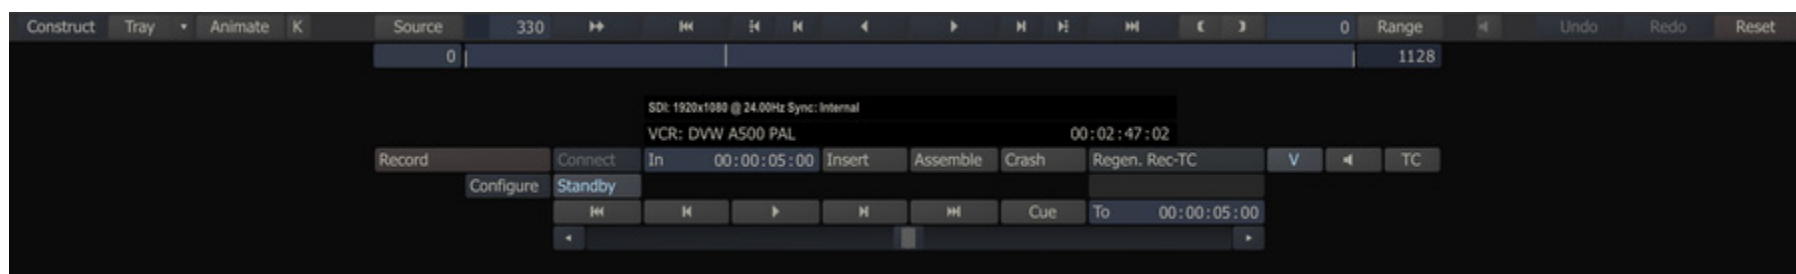 Construct Tray Animate K Source 330 0 Range Undo Redo Reset
0 1128
SDI: 1920x1080 @ 24.00Hz Sync: Internal
VCR: DVW A500 PAL 00:02:47:02
Record Connect In 00:00:05:00 Insert Assemble Crash Regen. Rec-TC V TC
Configure Standby
Cue To 00:00:05:00